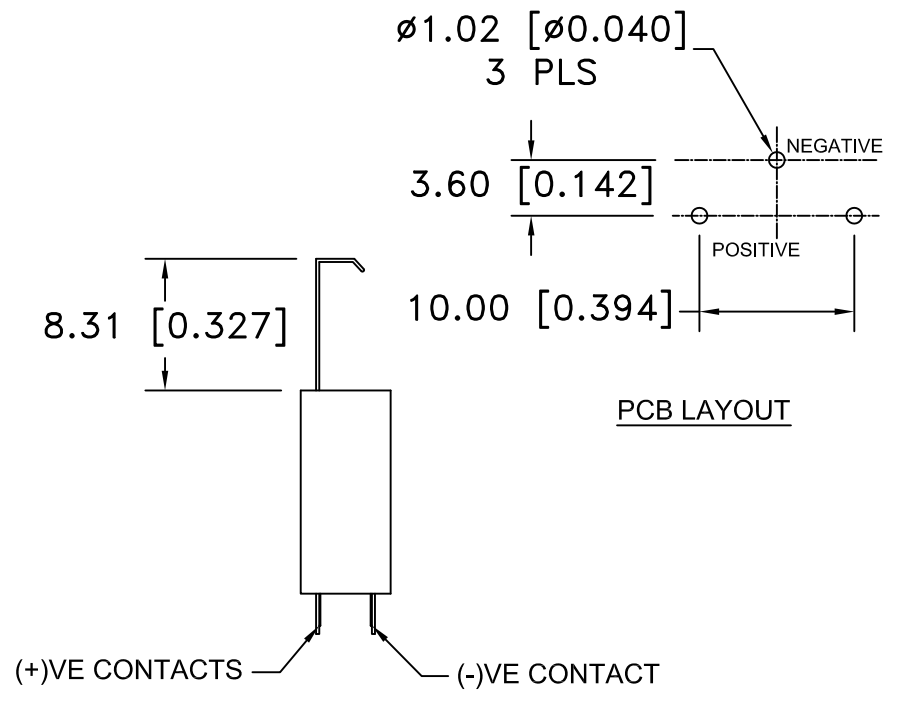 ø1.02 [ø0.040]
3 PLS
NEGATIVE
3.60 [0.142]
POSITIVE
10.00 [0.394]
8.31 [0.327]
PCB LAYOUT
(+)VE CONTACTS
(-)VE CONTACT